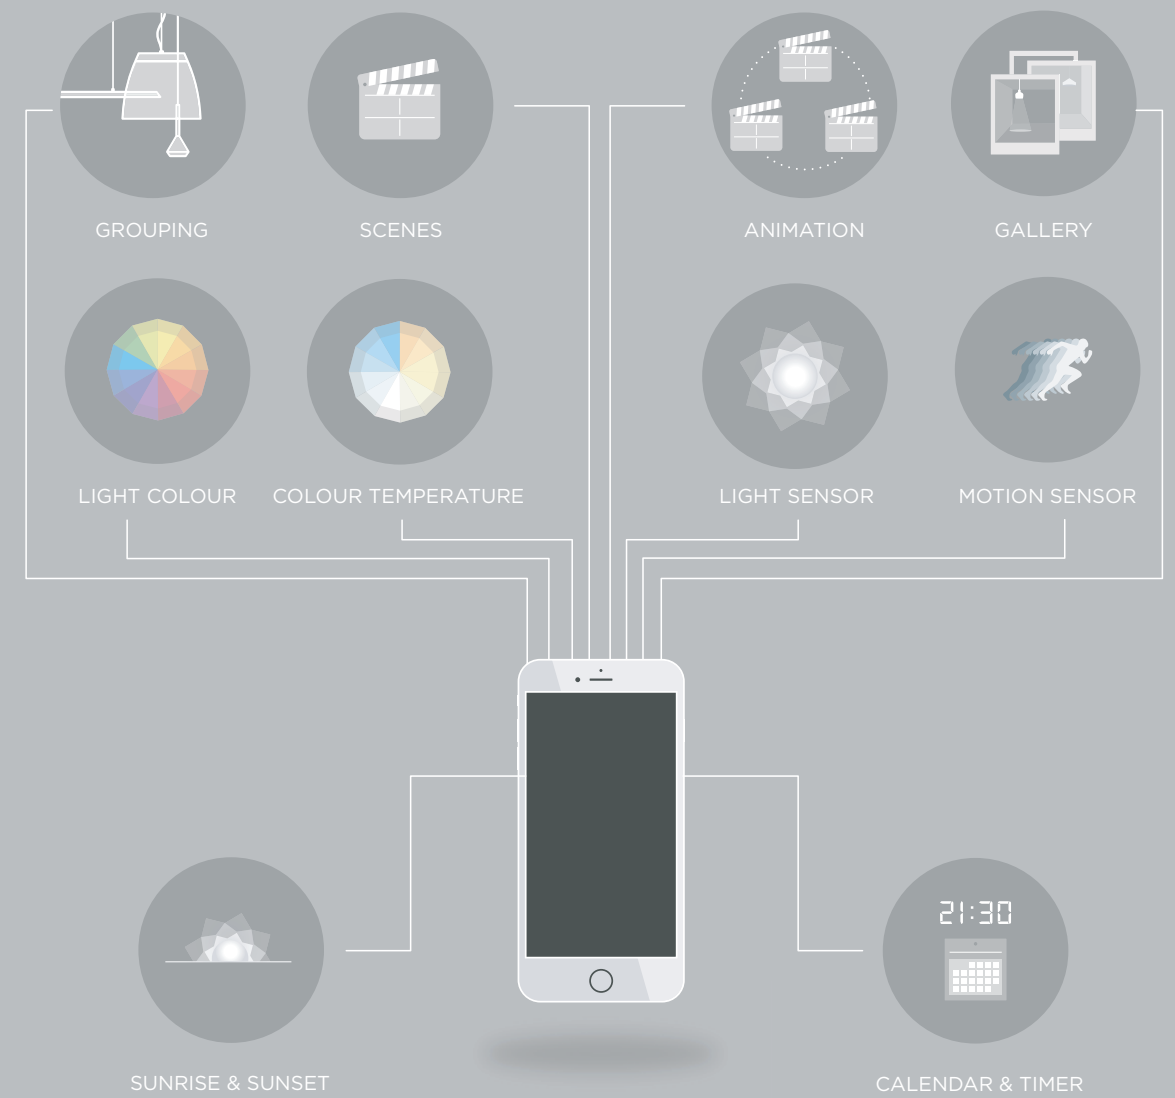 GROUPING
SCENES
ANIMATION
GALLERY
LIGHT COLOUR
COLOUR TEMPERATURE
LIGHT SENSOR
MOTION SENSOR
21:30
SUNRISE & SUNSET
CALENDAR & TIMER